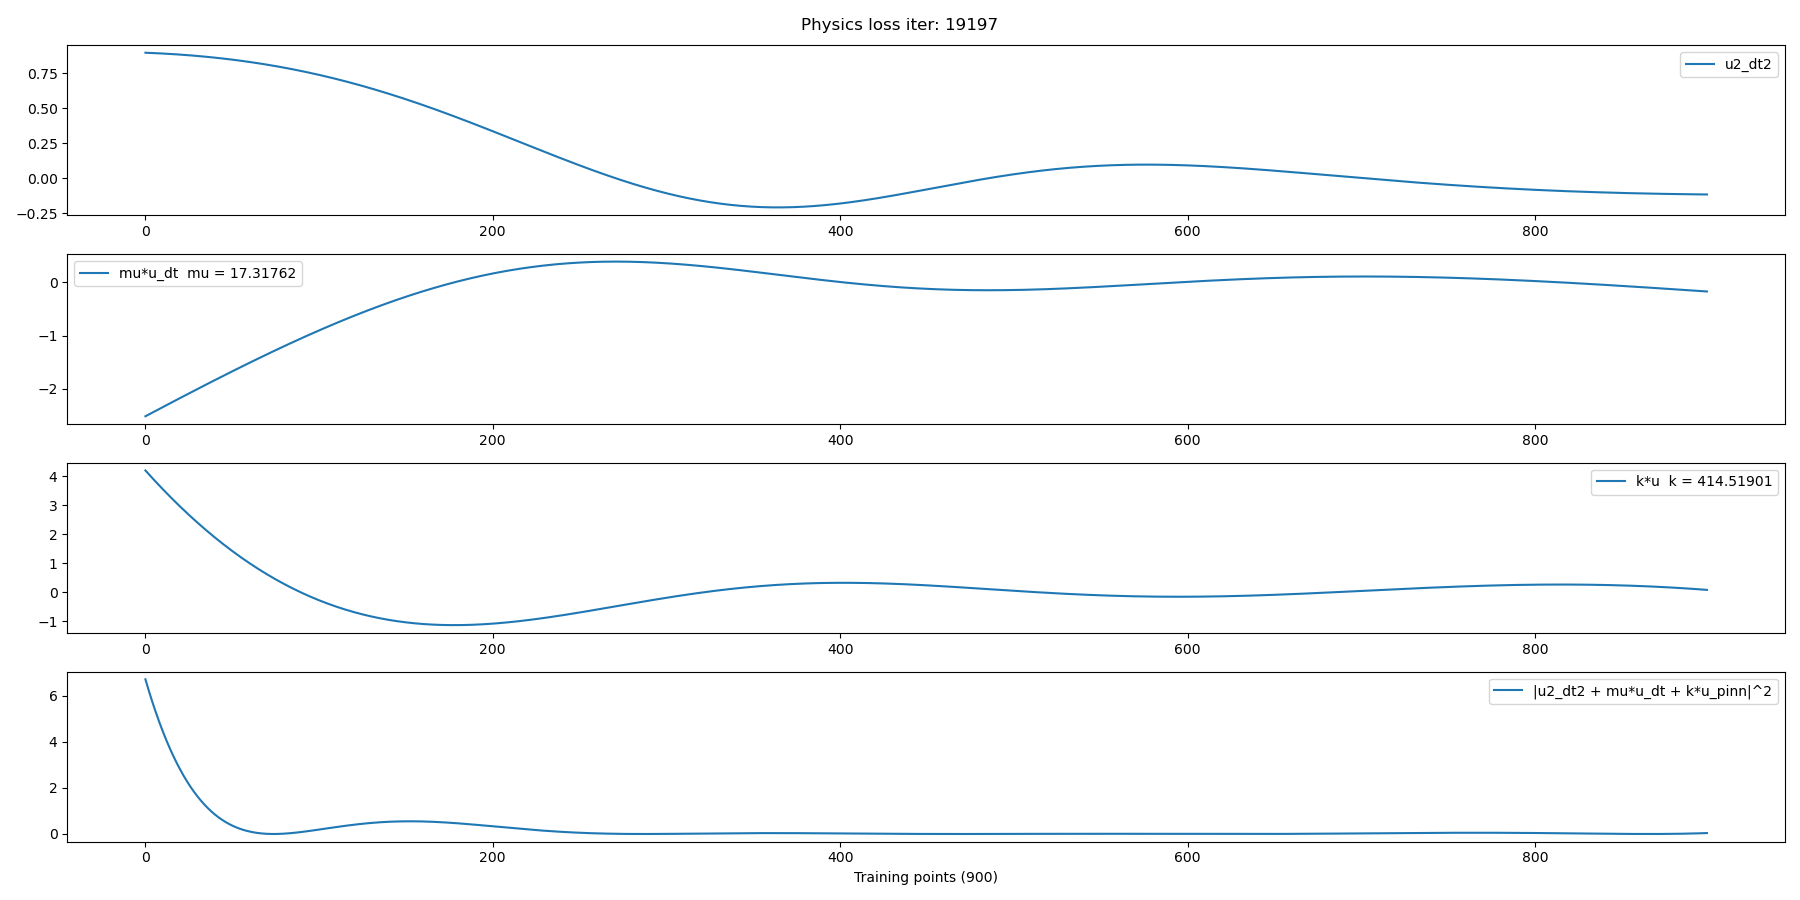 Physics loss iter: 19197
0.75
0.50
0.25
0.00
−0.25
u2_dt2
0 200 400 600 800
0
−1
−2
mu*u_dt  mu = 17.31762
0 200 400 600 800
4
3
2
1
0
−1
k*u  k = 414.51901
0 200 400 600 800
6
4
2
0
|u2_dt2 + mu*u_dt + k*u_pinn|^2
0 200 400 600 800
Training points (900)